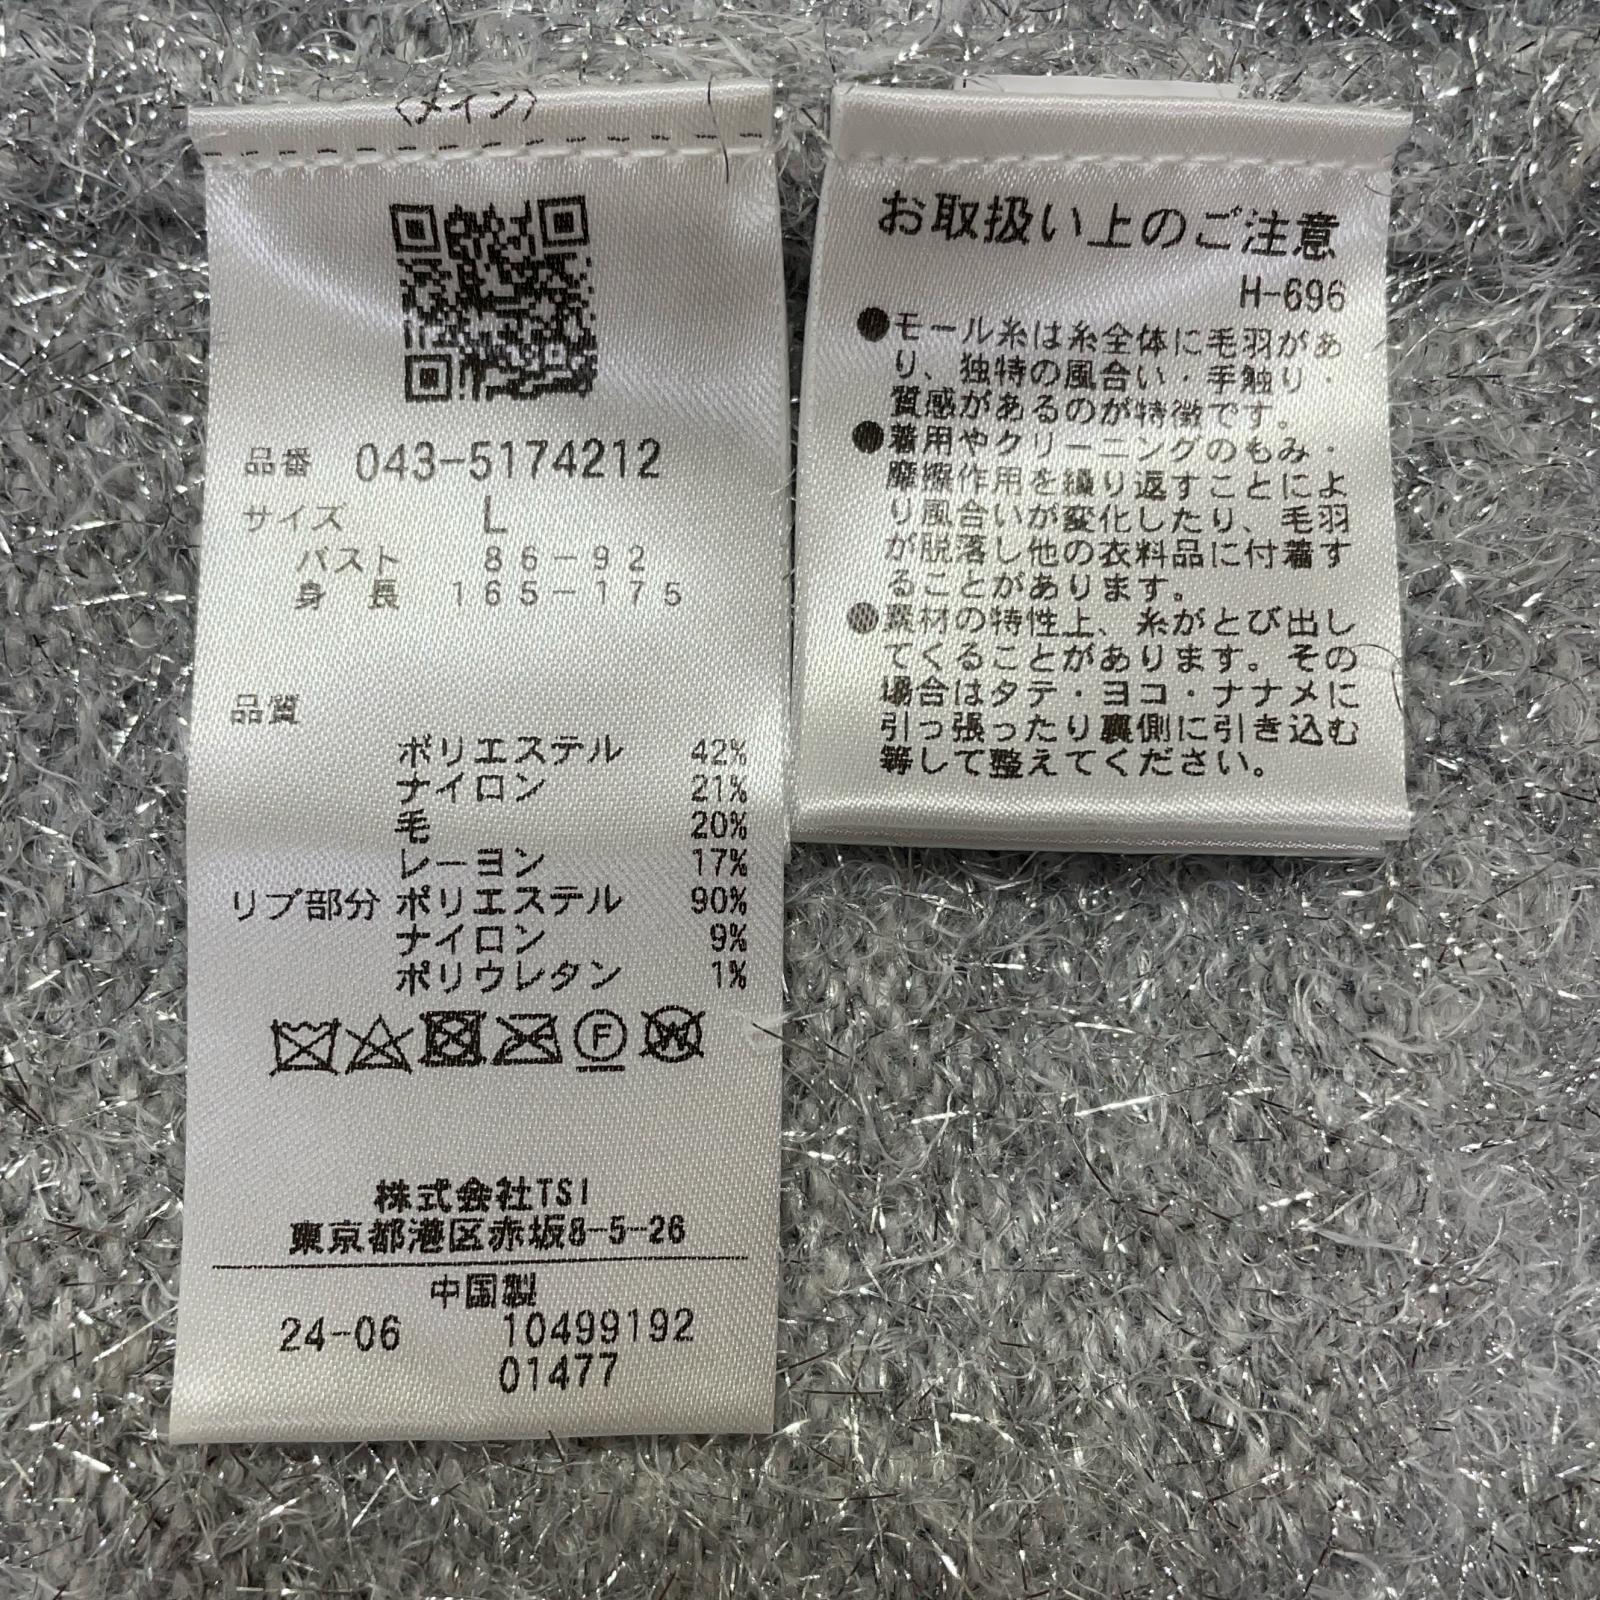 〈メイン〉
品番 043-5174212
サイズ L
バスト 86-92
身長 165-175
品質
ポリエステル 42%
ナイロン 21%
毛 20%
レーヨン 17%
リブ部分 ポリエステル 90%
ナイロン 9%
ポリウレタン 1%
F W
株式会社TSI
東京都港区赤坂8-5-26
中国製
24-06 10499192
01477
お取扱い上のご注意
H-696
●モール糸は糸全体に毛羽があ
り、独特の風合い・手触り・
質感があるのが特徴です。
●着用やクリーニングのもみ・
摩擦作用を繰り返すことによ
り風合いが変化したり、毛羽
が脱落し他の衣料品に付着す
ることがあります。
●素材の特性上、糸がとび出し
てくることがあります。その
場合はタテ・ヨコ・ナナメに
引っ張ったり裏側に引き込む
等して整えてください。